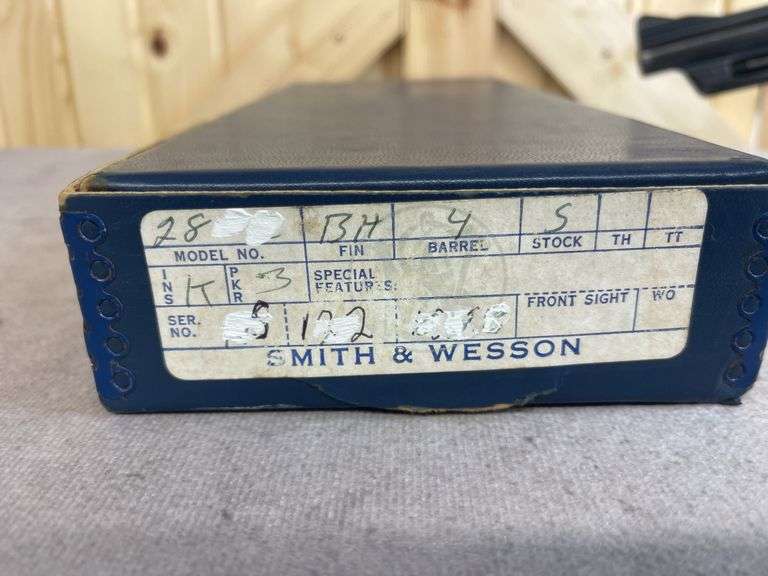 28 BH 4 S
MODEL NO. FIN BARREL STOCK TH TT
INS K PKR 3 SPECIAL FEATURES:
FRONT SIGHT WO
SER. NO. S 122
SMITH & WESSON